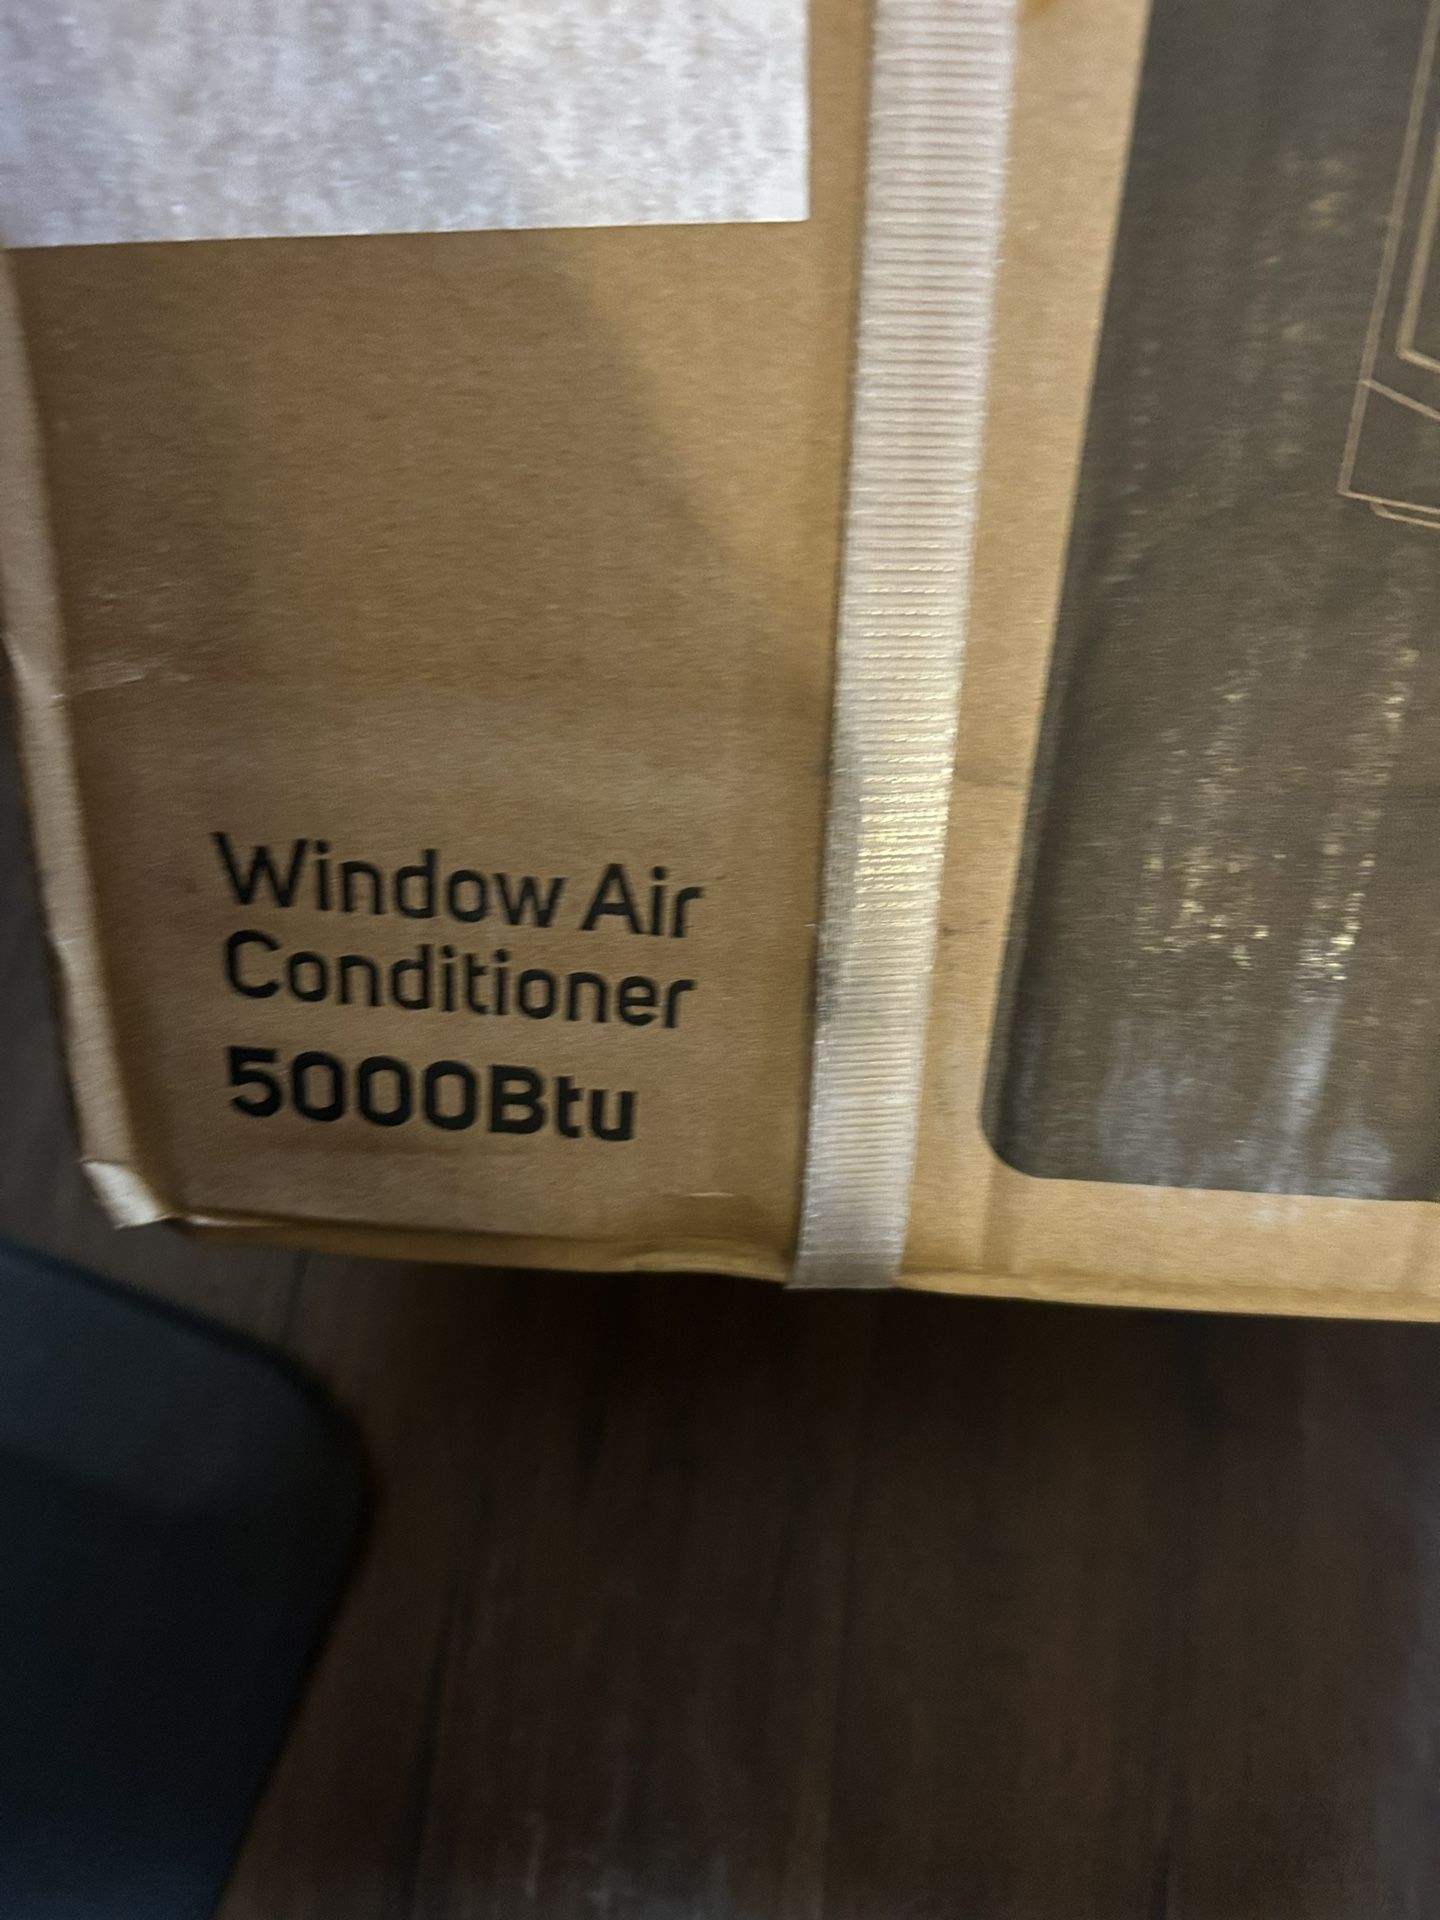 Window Air
Conditioner
5000Btu